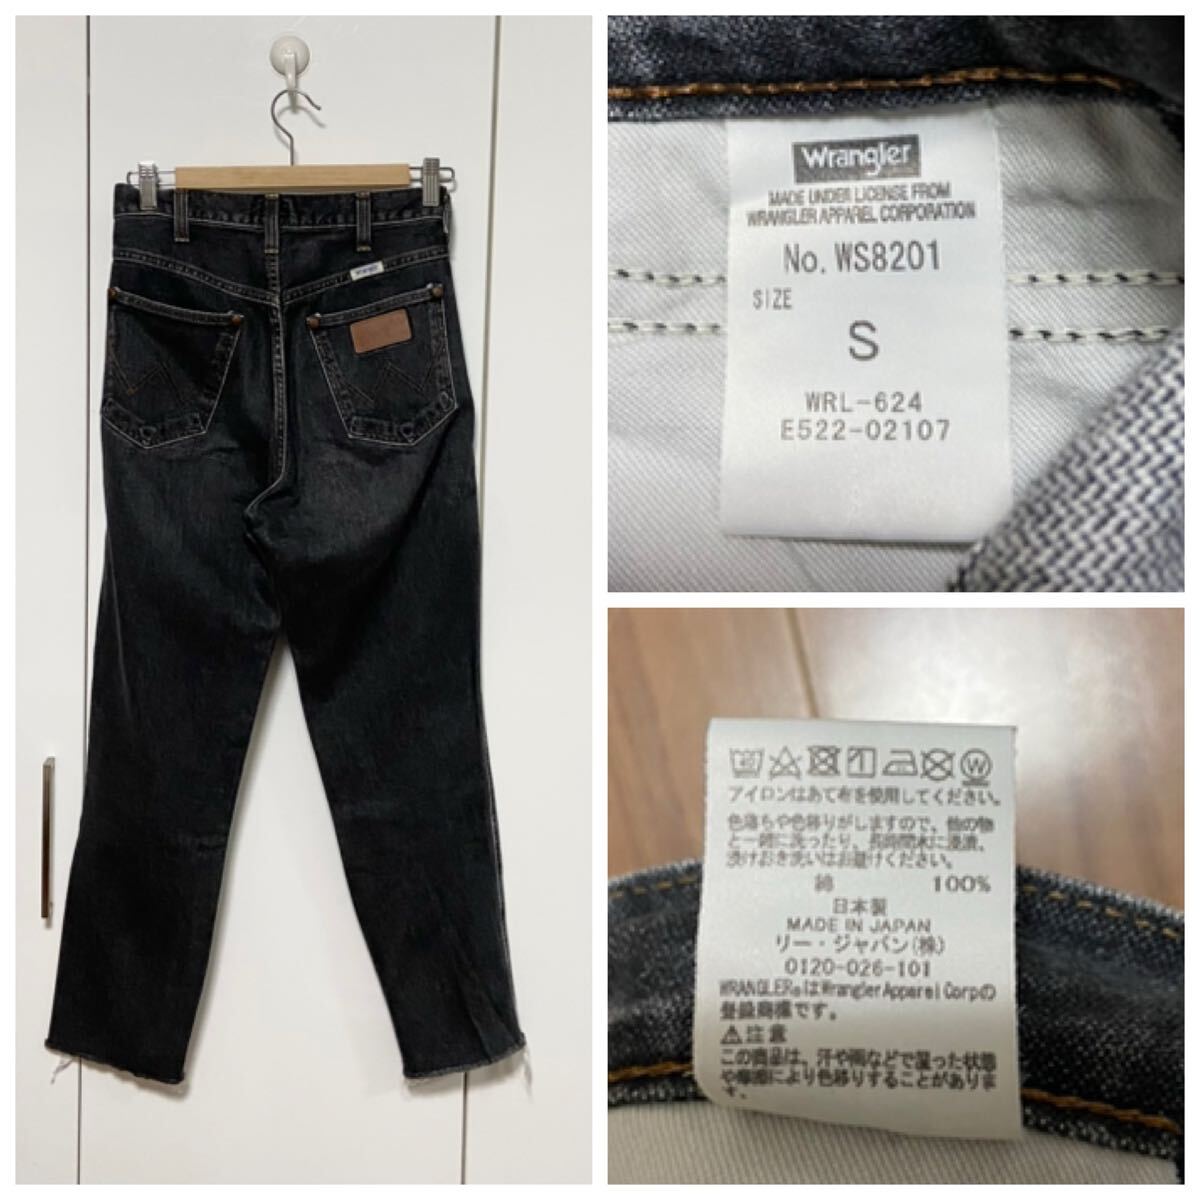 Wrangler
MADE UNDER LICENSE FROM
WRANGLER APPAREL CORPORATION
No. WS8201
SIZE
S
WRL-624
E522-02107
アイロンはあて布を使用してください。
色落ちや色移りがしますので、他の物
と一緒に洗ったり、長時間水に浸漬、
漬けおき洗いはお避けください。
綿 100%
日本製
MADE IN JAPAN
リー・ジャパン(株)
0120-026-101
WRANGLER®はWrangler Apparel Corpの
登録商標です。
⚠注意
この商品は、汗や雨などで湿った状態
や摩擦により色移りすることがありま
す。